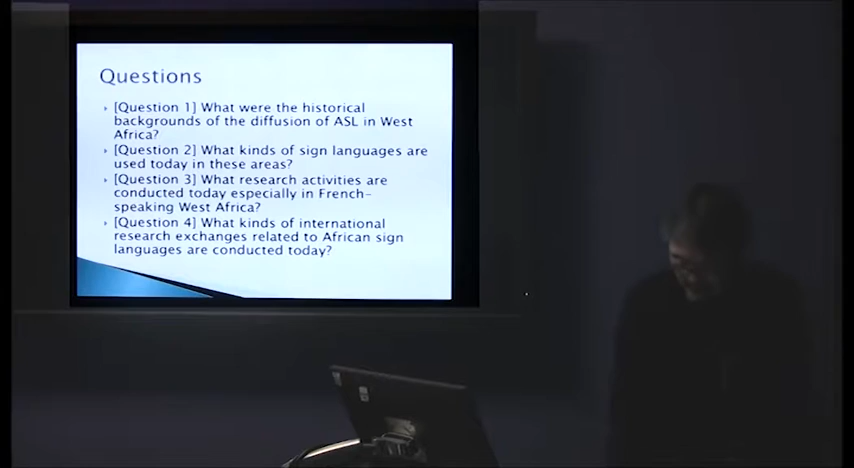 Questions
[Question 1] What were the historical
backgrounds of the diffusion of ASL in West
Africa?
[Question 2] What kinds of sign languages are
used today in these areas?
[Question 3] What research activities are
conducted today especially in French-
speaking West Africa?
[Question 4] What kinds of international
research exchanges related to African sign
languages are conducted today?